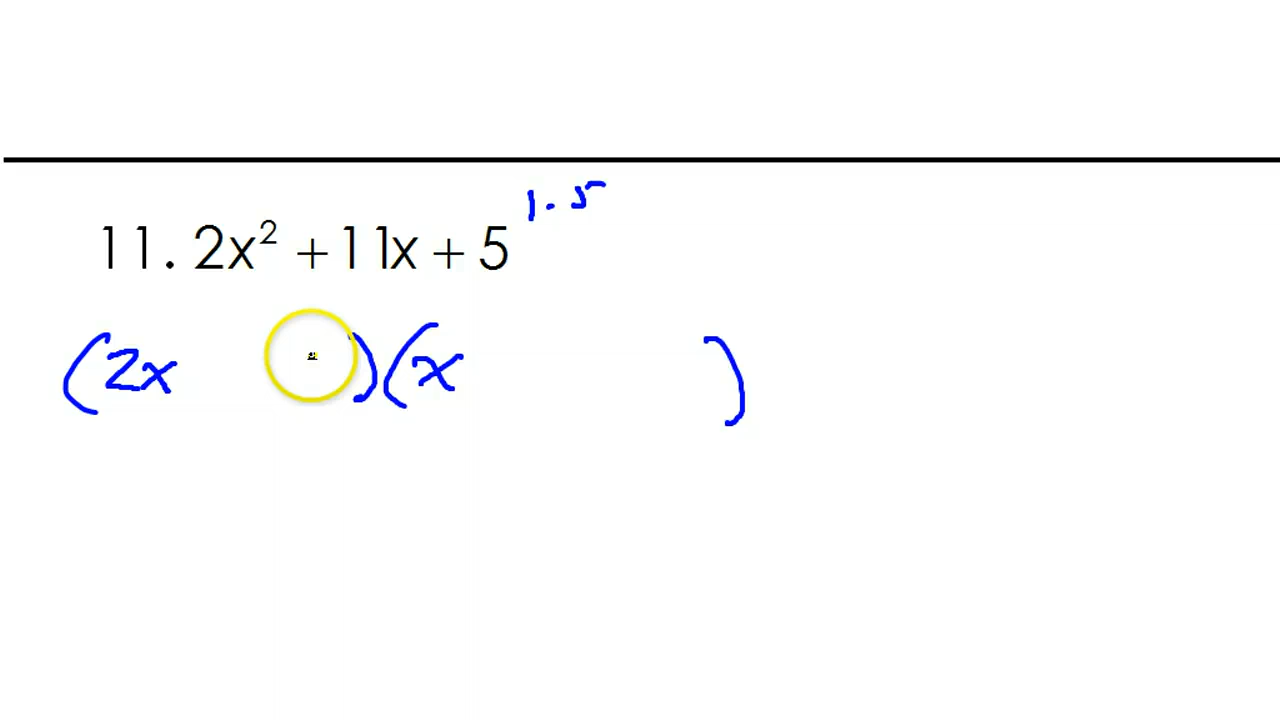 1·5
11. 2x² + 11x + 5
(2x )(x )